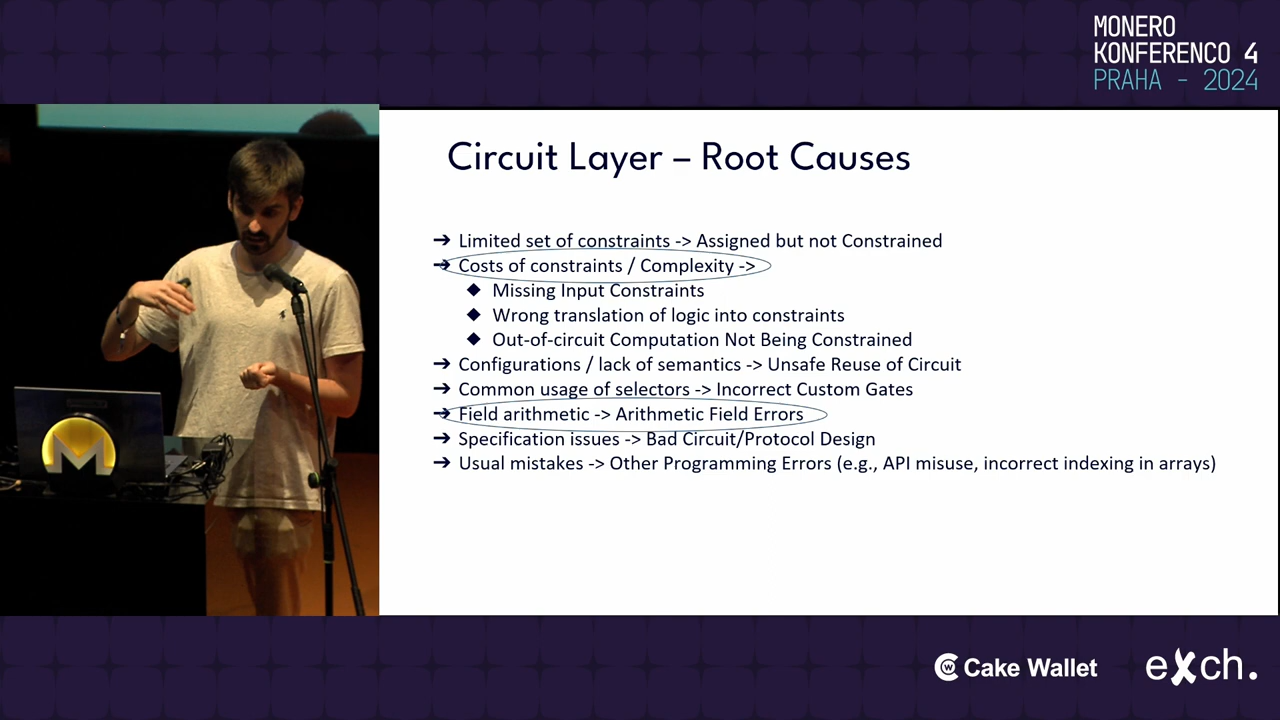 MONERO
KONFERENCO 4
PRAHA - 2024
Circuit Layer – Root Causes
➔ Limited set of constraints -> Assigned but not Constrained
➔ Costs of constraints / Complexity ->
◆ Missing Input Constraints
◆ Wrong translation of logic into constraints
◆ Out-of-circuit Computation Not Being Constrained
➔ Configurations / lack of semantics -> Unsafe Reuse of Circuit
➔ Common usage of selectors -> Incorrect Custom Gates
➔ Field arithmetic -> Arithmetic Field Errors
➔ Specification issues -> Bad Circuit/Protocol Design
➔ Usual mistakes -> Other Programming Errors (e.g., API misuse, incorrect indexing in arrays)
Cake Wallet
eXch.